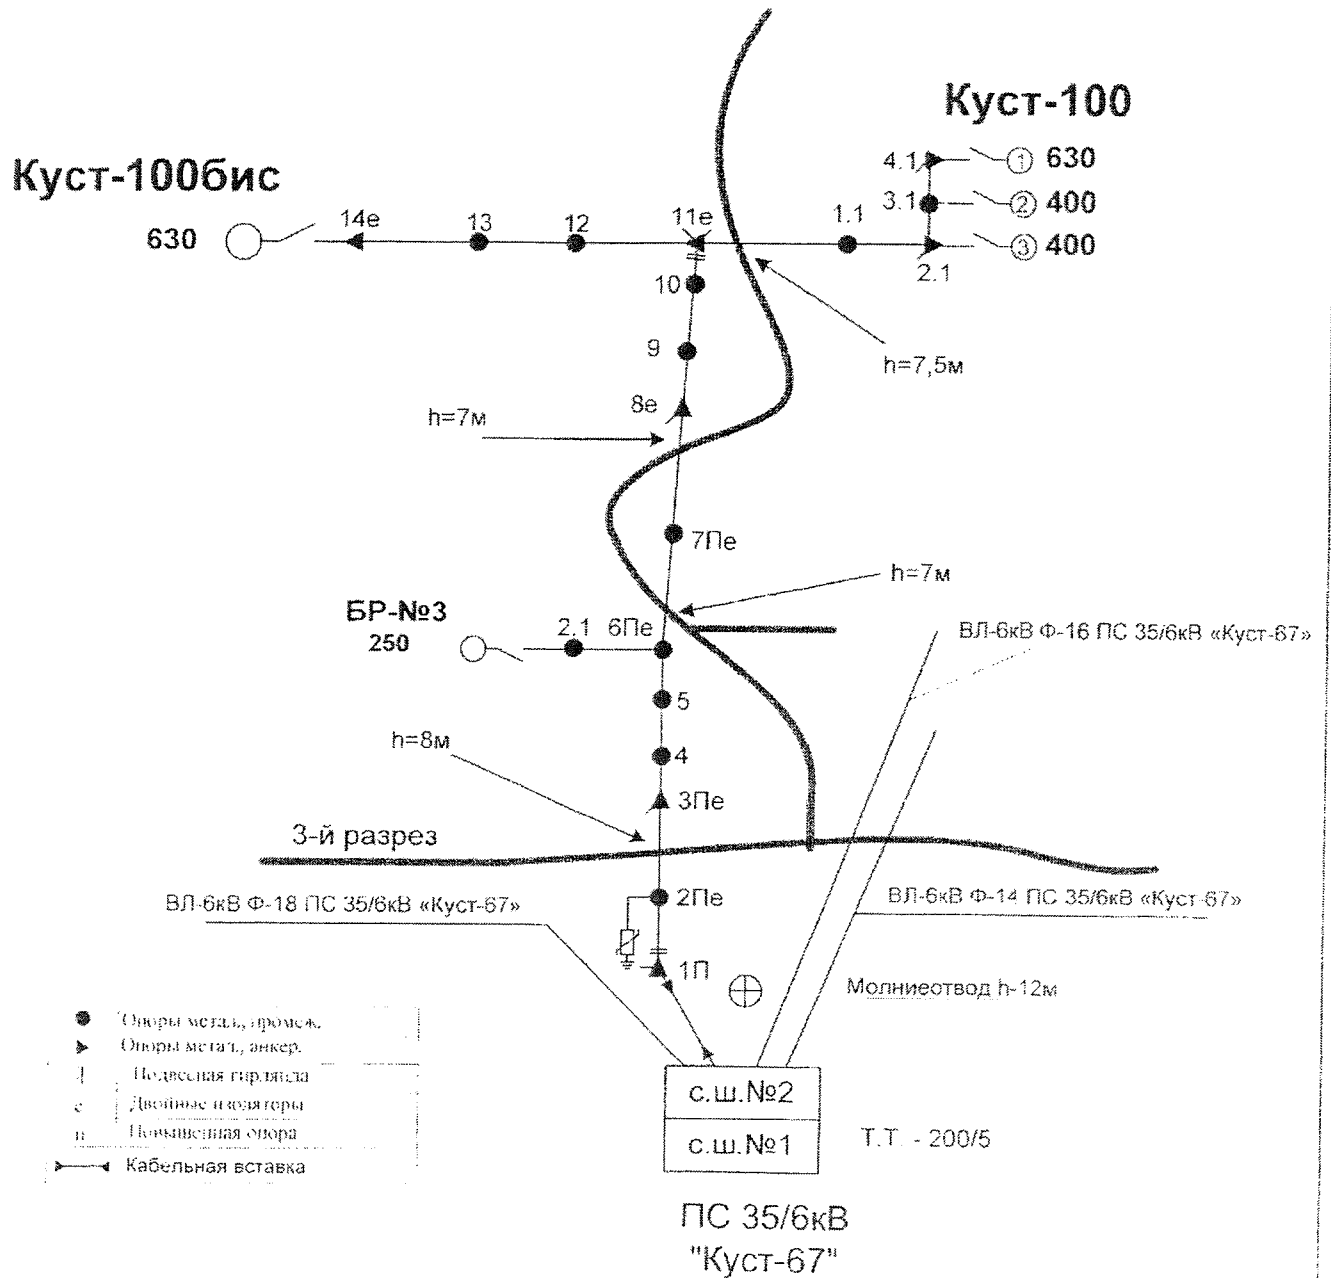 Куст-100
Куст-100бис
4.1
1
630
3.1
2
400
14е
13
12
11е
1.1
630
3
400
2.1
10
9
h=7,5м
8е
h=7м
7Пе
h=7м
БР-№3
250
2.1
6Пе
ВЛ-6кВ Ф-16 ПС 35/6кВ «Куст-67»
5
h=8м
4
3Пе
3-й разрез
2Пе
ВЛ-6кВ Ф-18 ПС 35/6кВ «Куст-67»
ВЛ-6кВ Ф-14 ПС 35/6кВ «Куст-67»
1П
Молниеотвод h-12м
Опоры метал., промеж.
Опоры метал., анкер.
Подвесная гирлянда
е Двойные изоляторы
п Повышенная опора
Кабельная вставка
с.ш.№2
с.ш.№1
Т.Т. - 200/5
ПС 35/6кВ
"Куст-67"